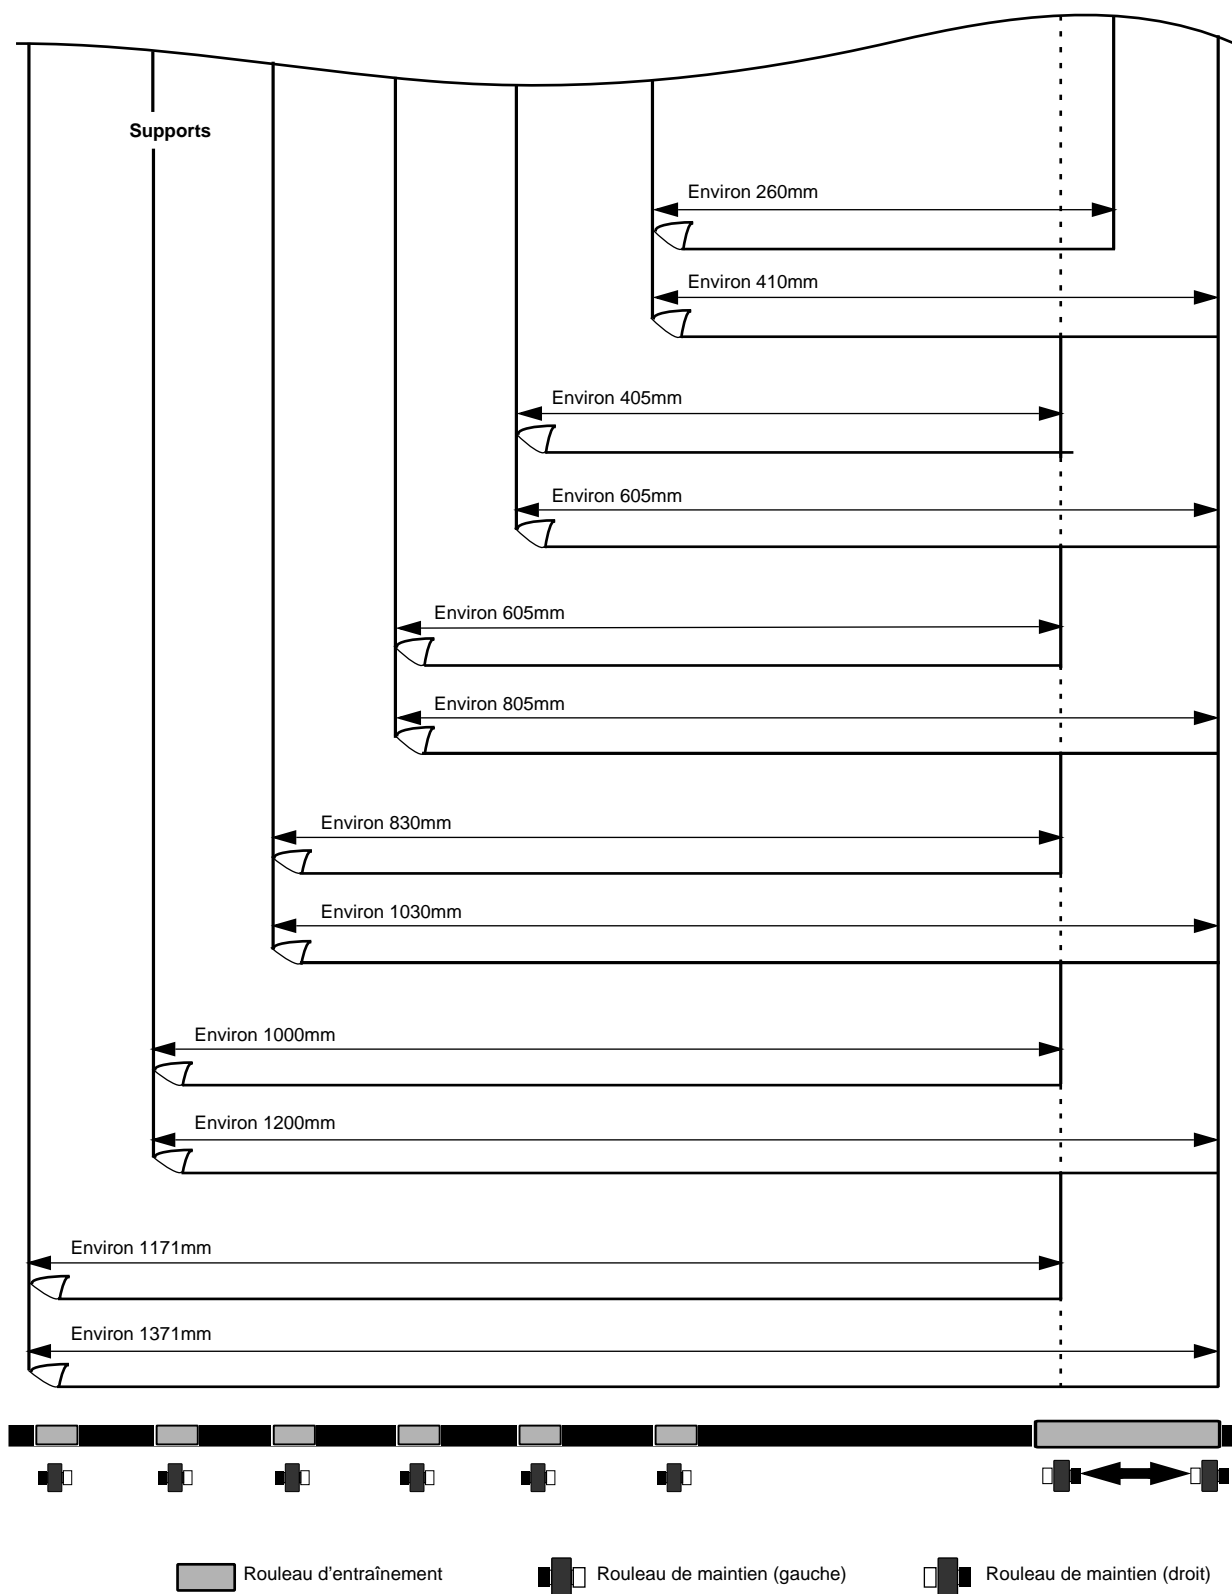 Supports
Environ 260mm
Environ 410mm
Environ 405mm
Environ 605mm
Environ 605mm
Environ 805mm
Environ 830mm
Environ 1030mm
Environ 1000mm
Environ 1200mm
Environ 1171mm
Environ 1371mm
Rouleau d’entraînement
Rouleau de maintien (gauche)
Rouleau de maintien (droit)